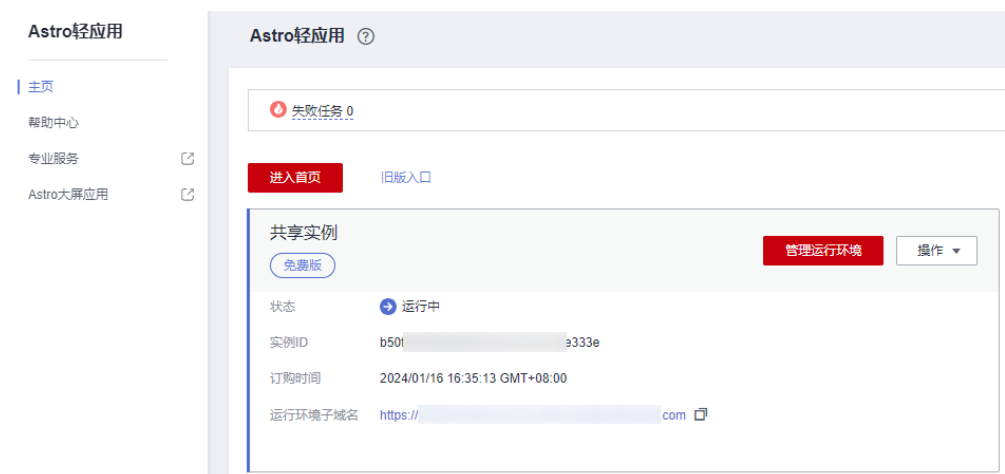 Astro轻应用
主页
帮助中心
专业服务
Astro大屏应用
Astro轻应用
失败任务 0
进入首页 旧版入口
共享实例
免费版
管理运行环境 操作
状态 运行中
实例ID b50 e333e
订购时间 2024/01/16 16:35:13 GMT+08:00
运行环境子域名 https:// com